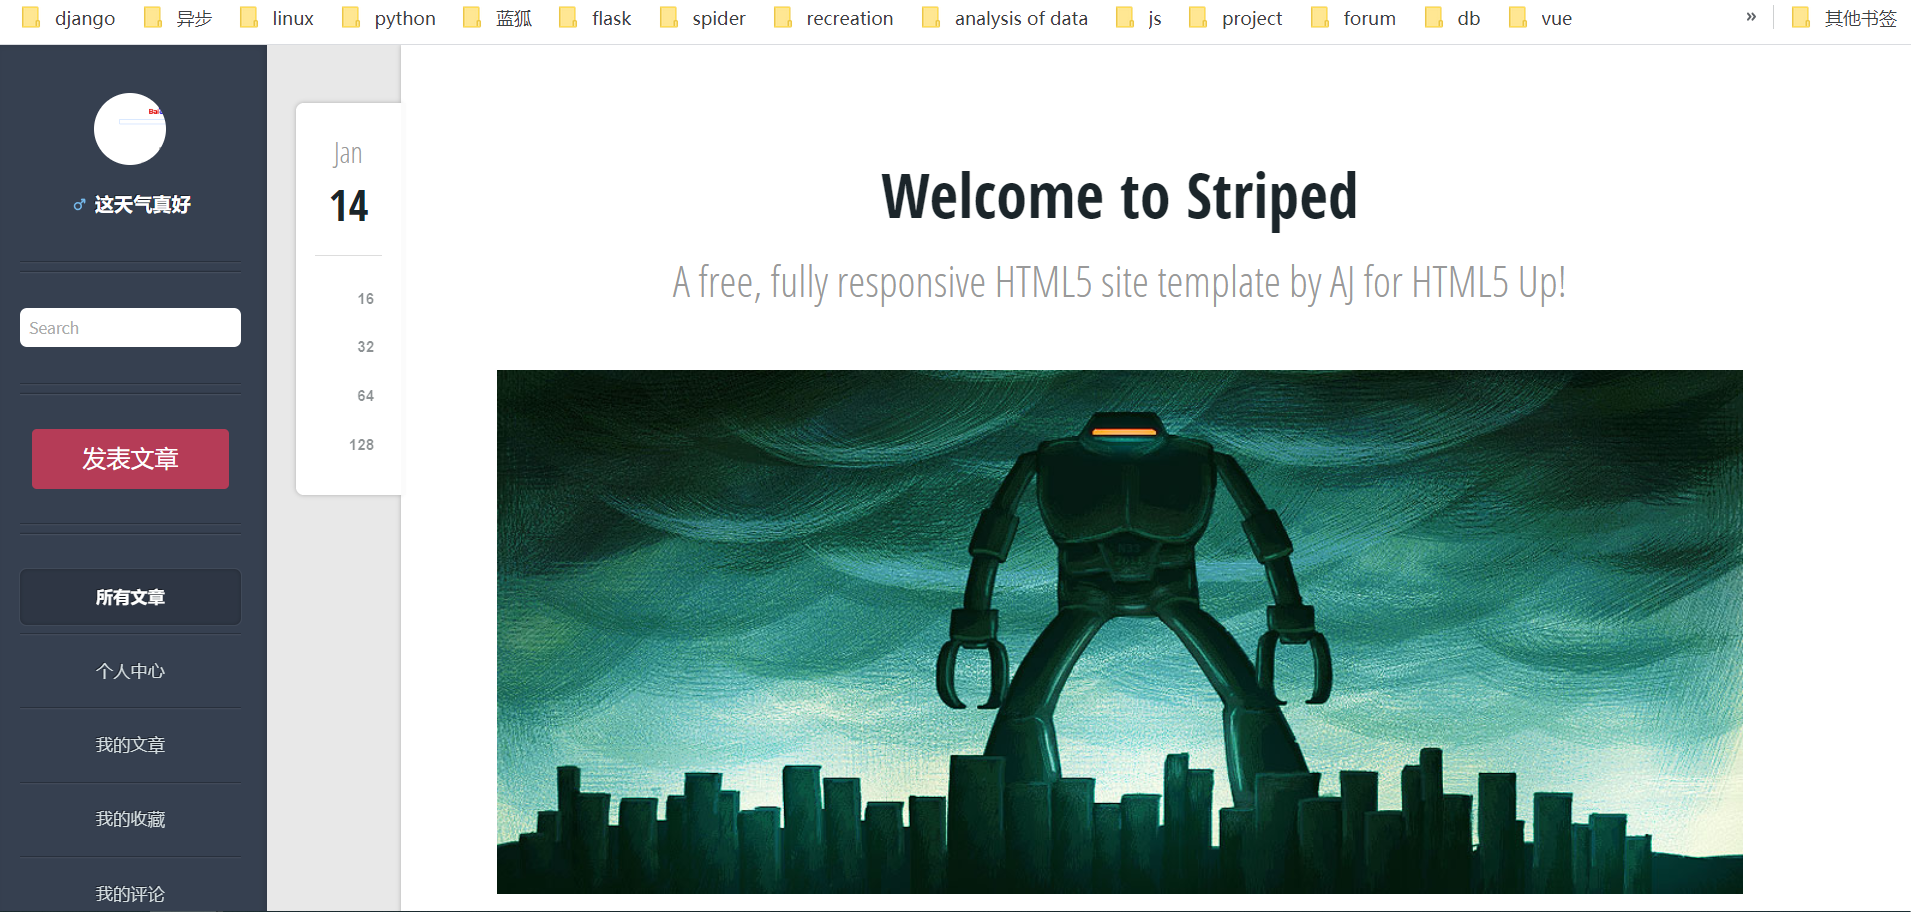 django 异步 linux python 蓝狐 flask spider recreation analysis of data js project forum db vue » 其他书签
♂ 这天气真好
Search
发表文章
所有文章
个人中心
我的文章
我的收藏
我的评论
Jan
14
16
32
64
128
Welcome to Striped
A free, fully responsive HTML5 site template by AJ for HTML5 Up!